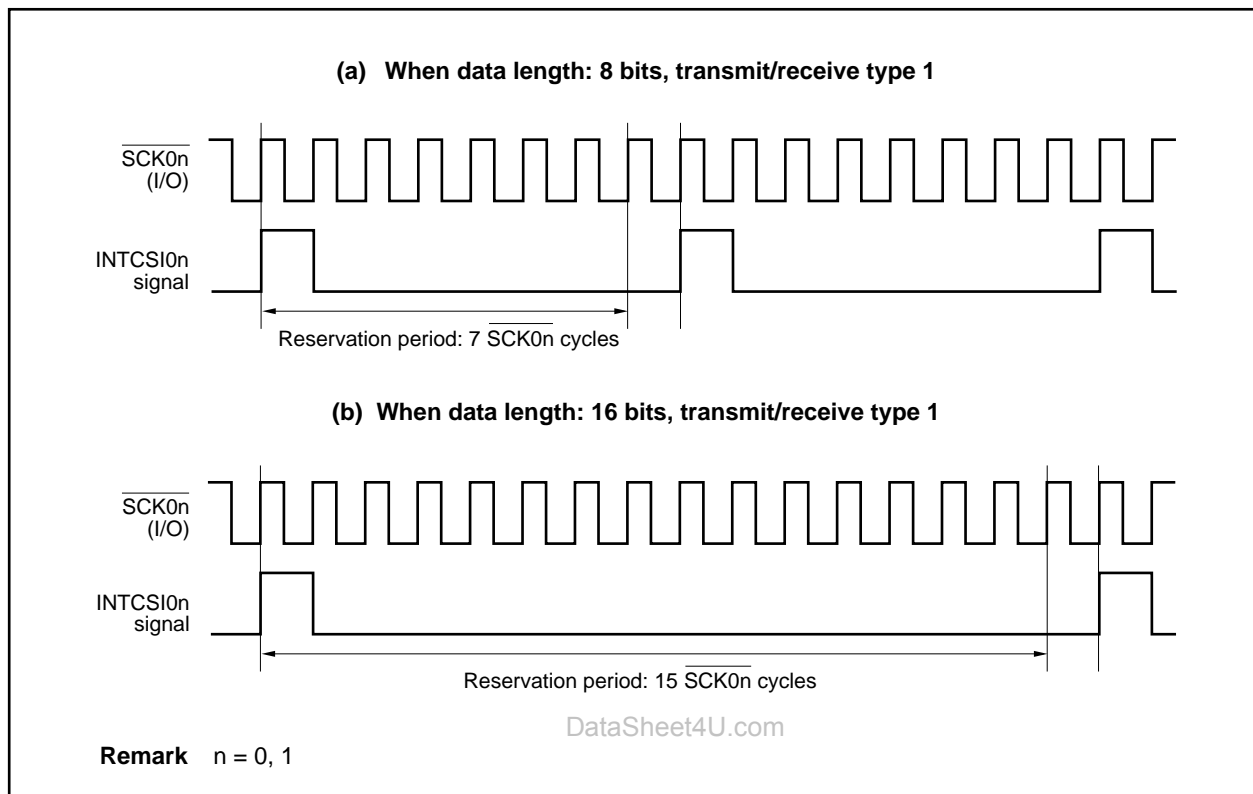 (a) When data length: 8 bits, transmit/receive type 1
SCK0n
(I/O)
INTCSI0n
signal
Reservation period: 7 SCK0n cycles
(b) When data length: 16 bits, transmit/receive type 1
SCK0n
(I/O)
INTCSI0n
signal
Reservation period: 15 SCK0n cycles
DataSheet4U.com
Remark n = 0, 1